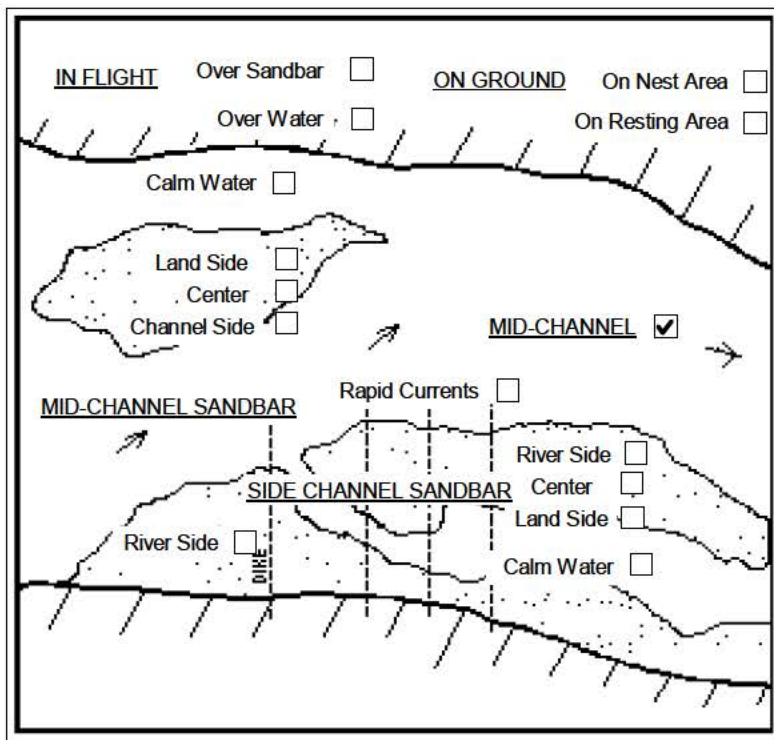 IN FLIGHT
Over Sandbar
ON GROUND
On Nest Area
Over Water
On Resting Area
Calm Water
Land Side
Center
Channel Side
MID-CHANNEL
Rapid Currents
MID-CHANNEL SANDBAR
River Side
SIDE CHANNEL SANDBAR
Center
Land Side
River Side
DIKE
Calm Water